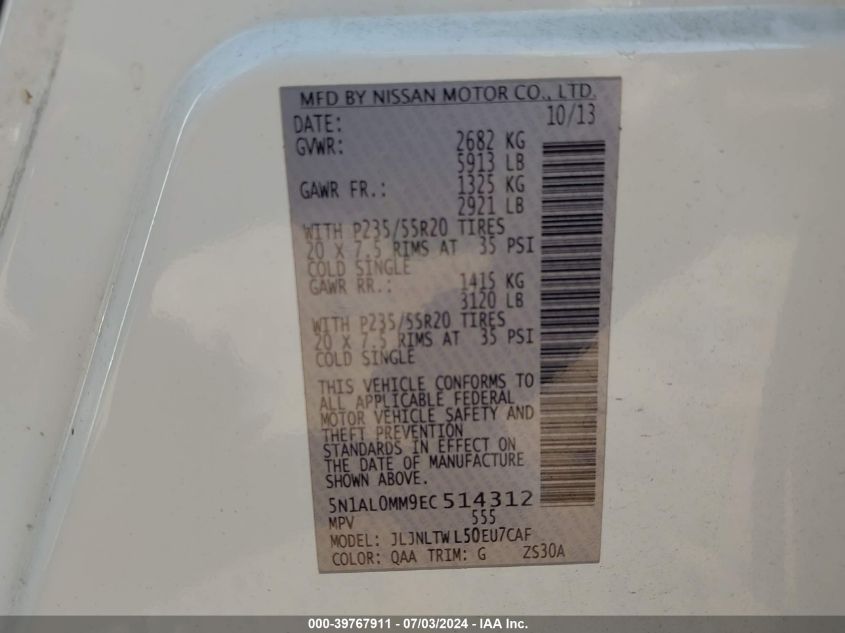 MFD BY NISSAN MOTOR CO., LTD.
DATE: 10/13
GVWR: 2682 KG
5913 LB
GAWR FR.: 1325 KG
2921 LB
WITH P235/55R20 TIRES
20 X 7.5 RIMS AT 35 PSI
COLD SINGLE
GAWR RR.: 1415 KG
3120 LB
WITH P235/55R20 TIRES
20 X 7.5 RIMS AT 35 PSI
COLD SINGLE
THIS VEHICLE CONFORMS TO
ALL APPLICABLE FEDERAL
MOTOR VEHICLE SAFETY AND
THEFT PREVENTION
STANDARDS IN EFFECT ON
THE DATE OF MANUFACTURE
SHOWN ABOVE.
5N1AL0MM9EC514312
MPV 555
MODEL: JLJNLTWL50EU7CAF
COLOR: QAA TRIM: G ZS30A
000-39767911 - 07/03/2024 - IAA Inc.